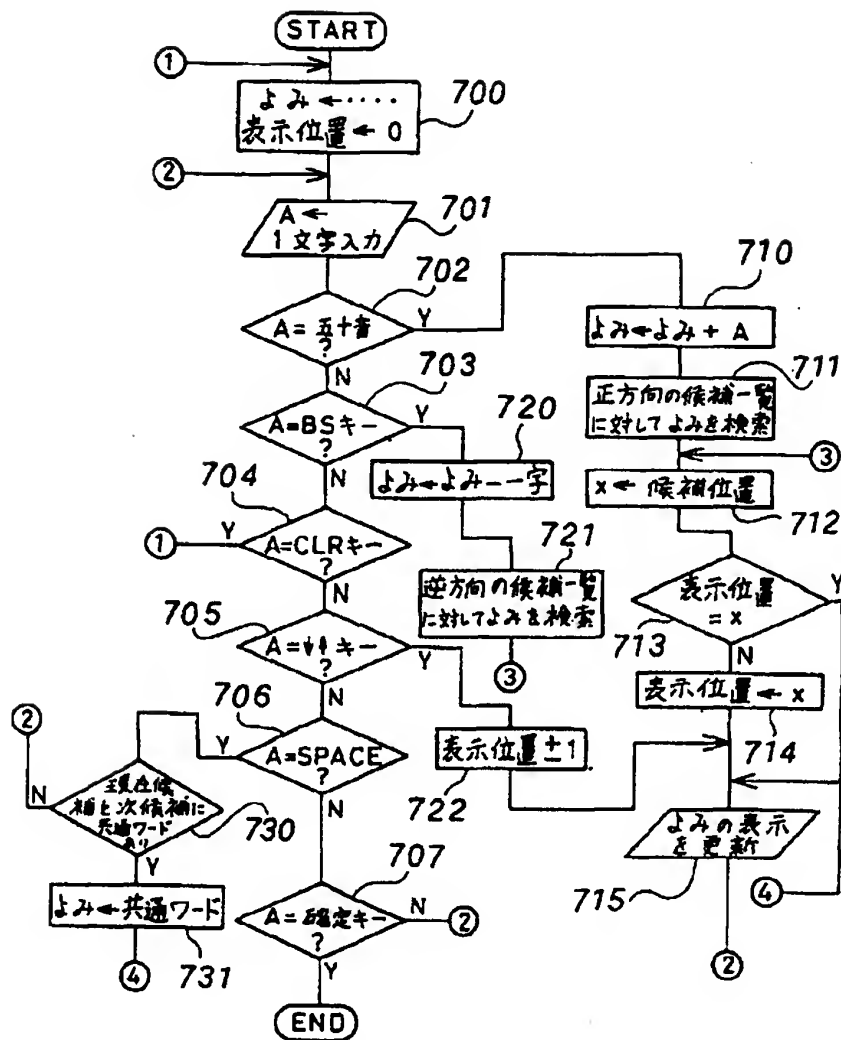 START
①
よみ←････
表示位置←0
700
②
A←
1文字入力
701
702
A=五十音
?
Y
N
710
よみ←よみ+A
711
正方向の候補一覧
に対してよみを検索
③
703
A=BSキー
?
Y
N
720
よみ←よみー一字
x←候補位置
712
704
①
Y
A=CLRキー
?
N
721
逆方向の候補一覧
に対してよみを検索
③
表示位置
=x
Y
713
N
705
A=↓↑キー
?
Y
N
表示位置←x
714
706
②
Y
A=SPACE
?
N
表示位置±1
722
N
現在候
補と次候補に
共通ワード
あり
730
Y
よみの表示
を更新
715
④
②
707
よみ←共通ワード
731
④
A=確定キー
?
N
②
Y
END